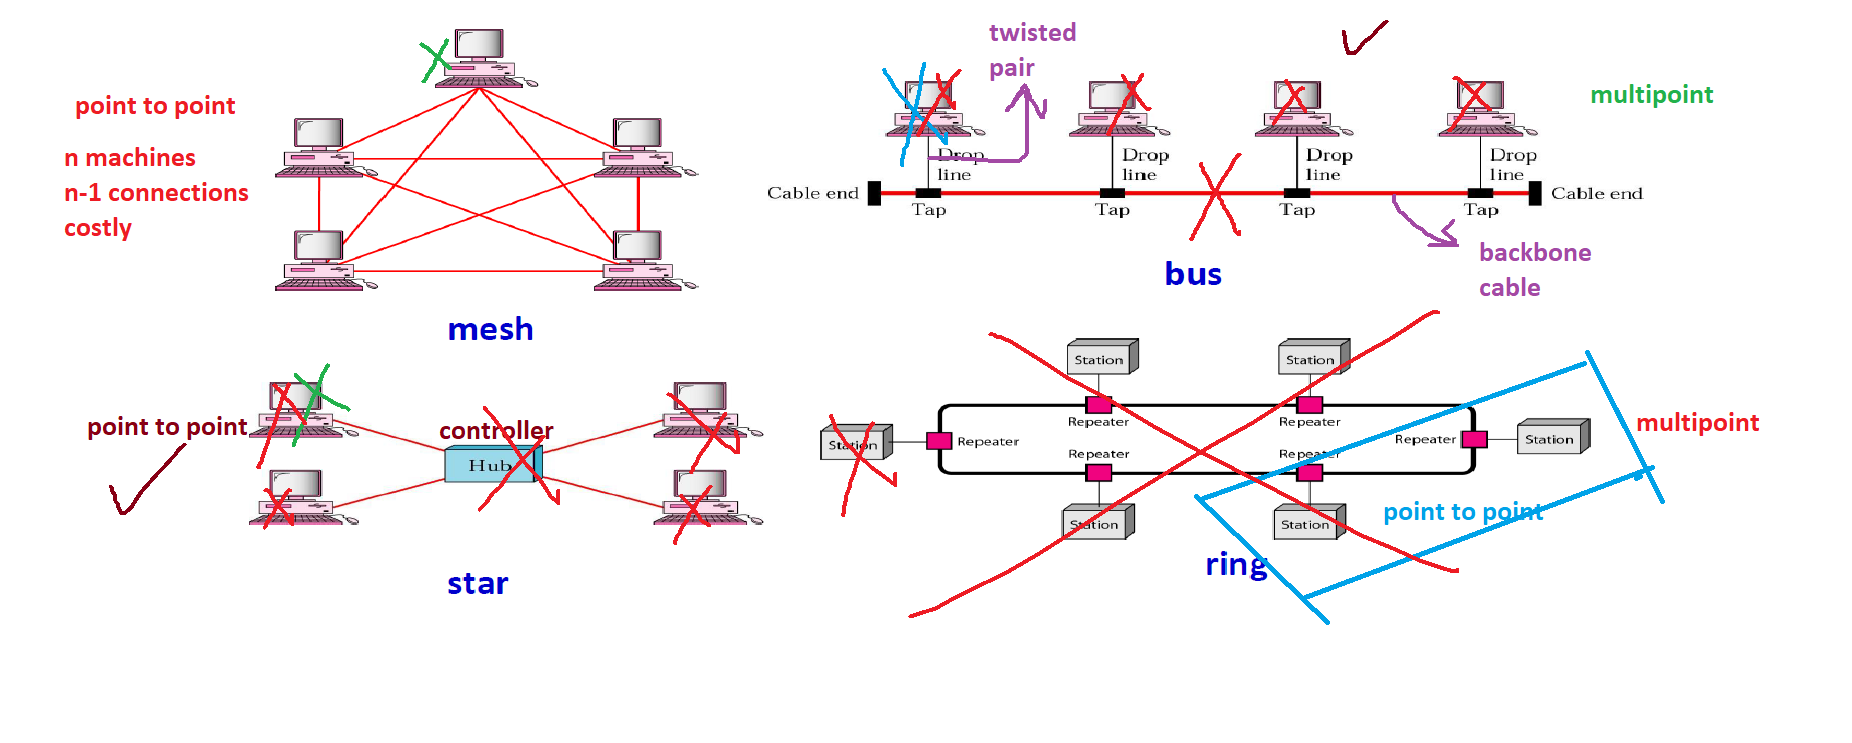 point to point
n machines
n-1 connections
costly
mesh
twisted
pair
multipoint
Drop
line
Drop
line
Drop
line
Drop
line
Cable end
Cable end
Tap
Tap
Tap
Tap
bus
backbone
cable
point to point
controller
Hub
star
Station
Station
Repeater
Repeater
Station
Repeater
Repeater
Station
multipoint
Repeater
Repeater
Station
Station
point to point
ring